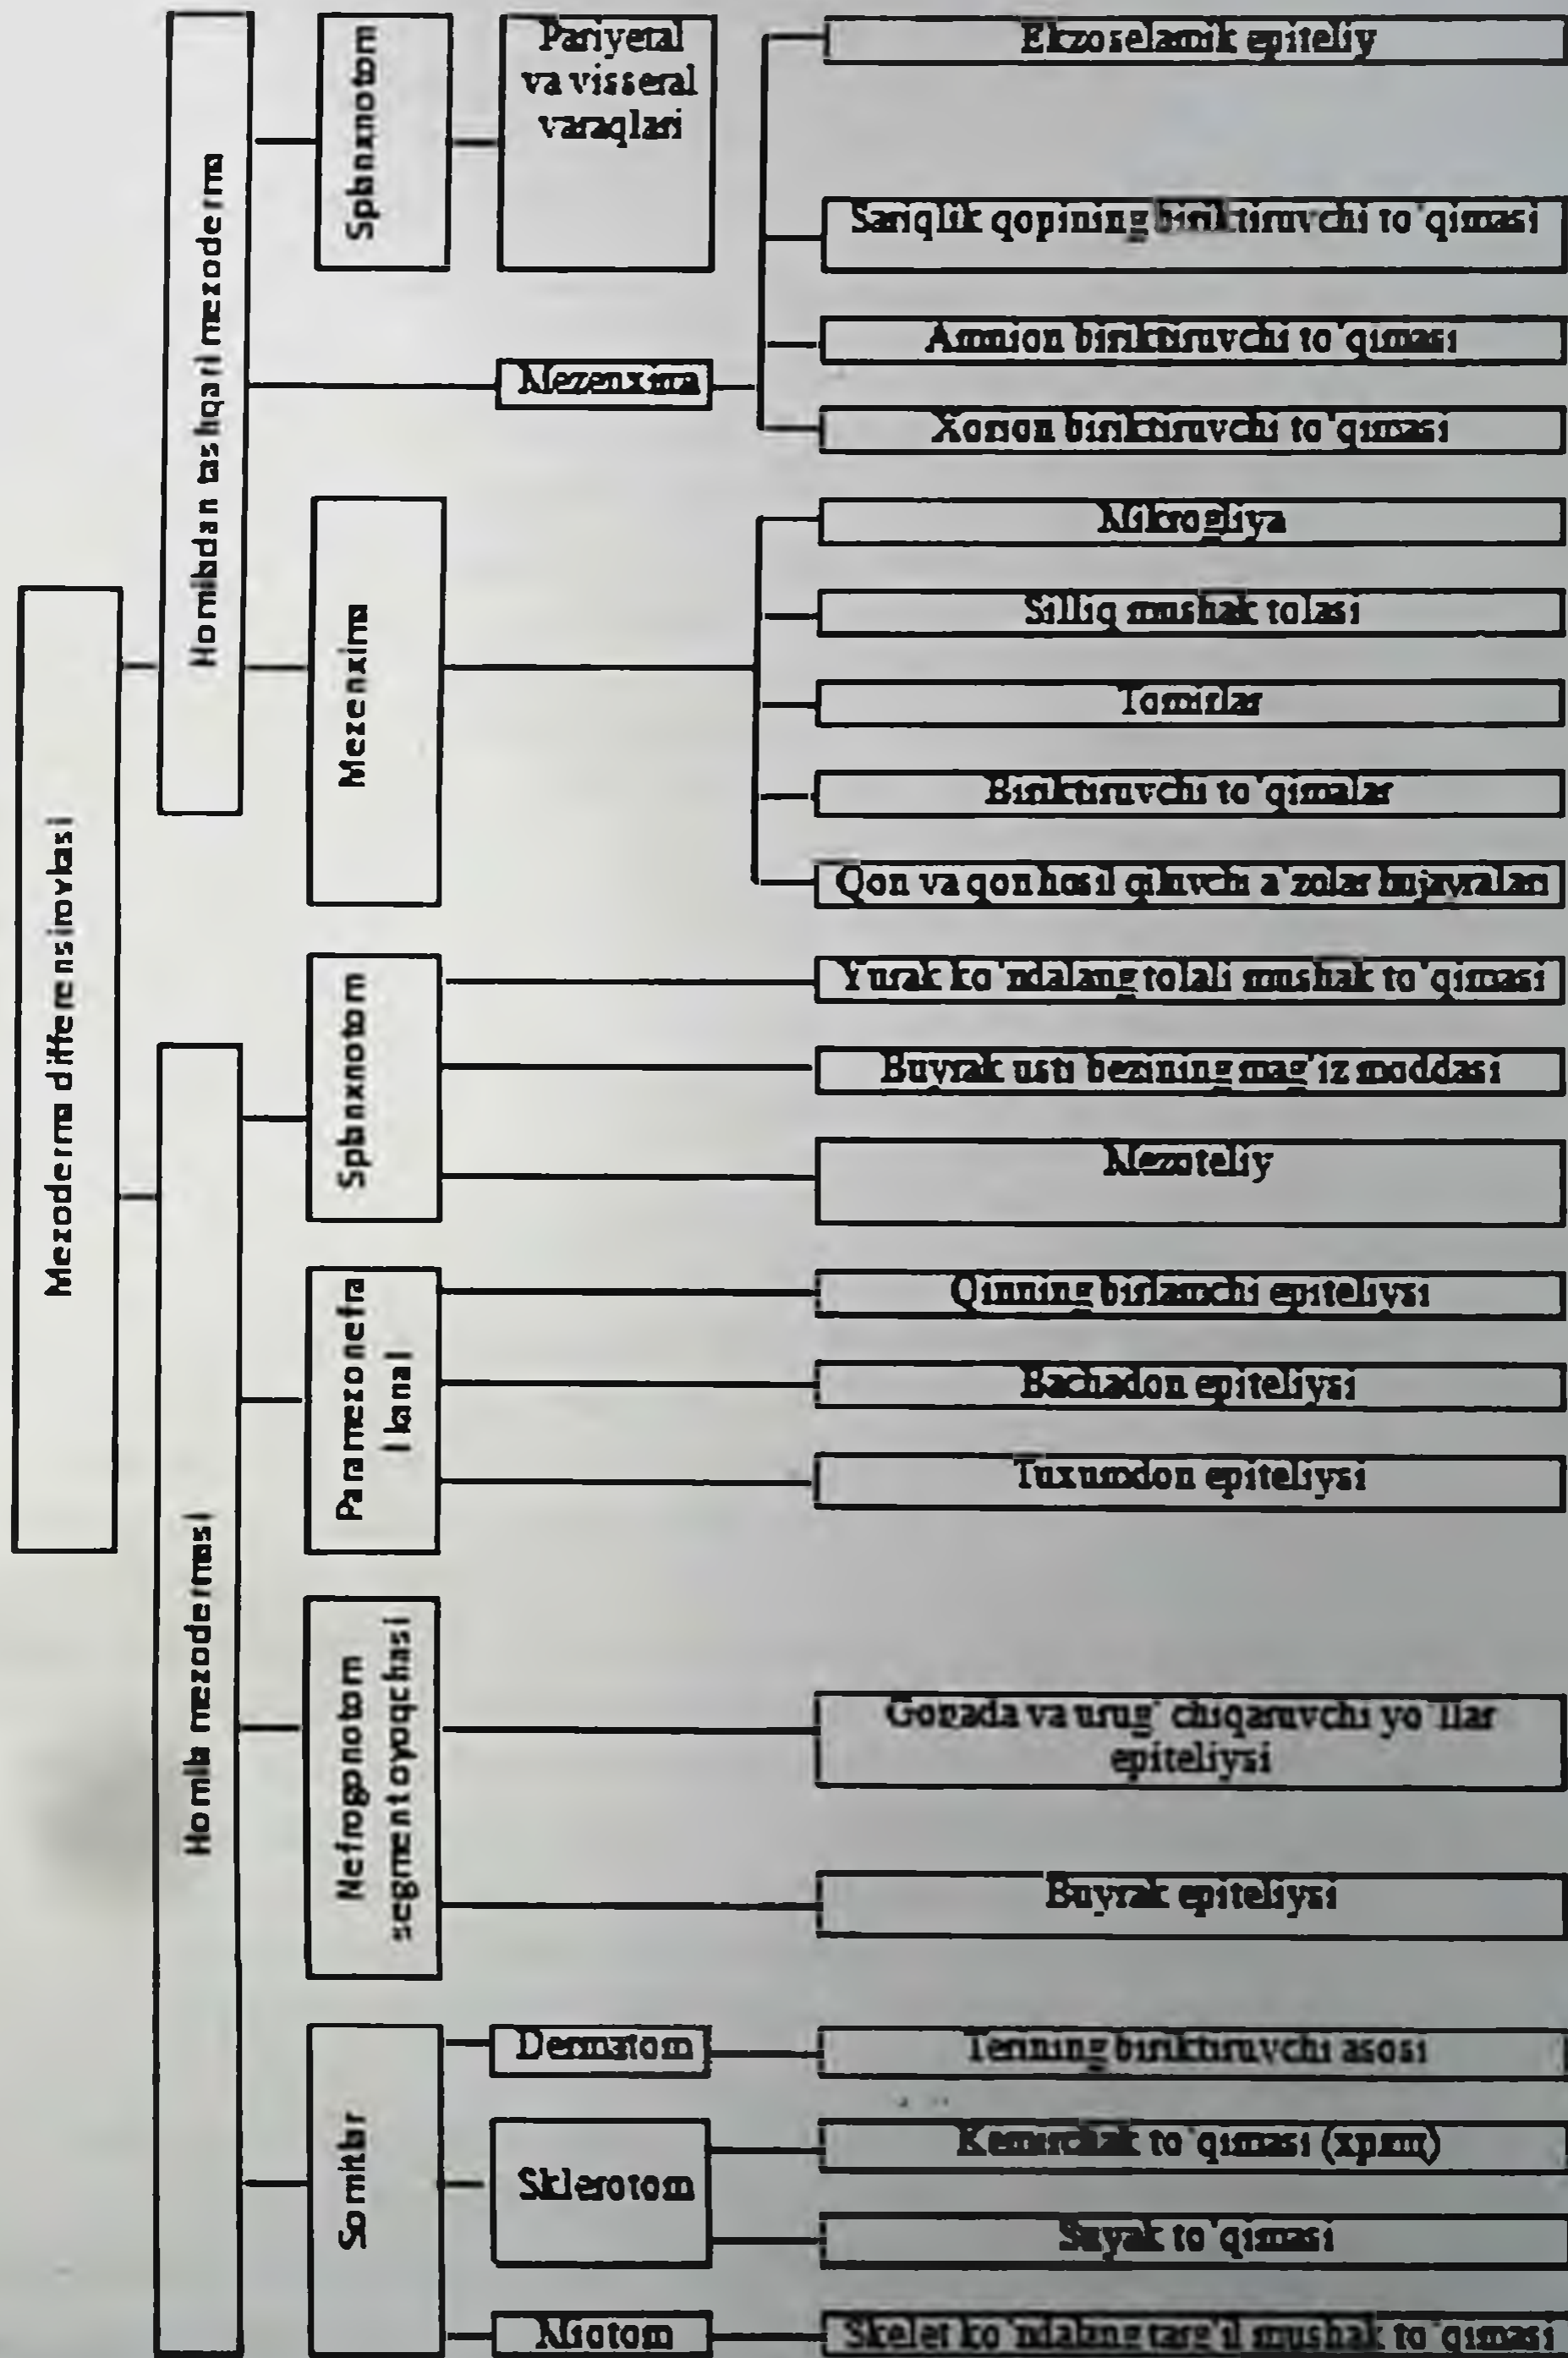 Mezoderma differensirovkasi
Homiladan tashqari mezoderma
Splanxnotom
Pariyetal
va visseral
varaqlari
Mezenxima
Ekzoselamik epiteliy
Sariqlik qopining biriktiruvchi to'qimasi
Amnion biriktiruvchi to'qimasi
Xorion biriktiruvchi to'qimasi
Mezenxima
Mikrogliya
Silliq mushak tolasi
Tomirlar
Biriktiruvchi to'qimalar
Qon va qon hosil qiluvchi a'zolar hujayralari
Homila mezodermasi
Splanxnotom
Yurak ko'ndalang tolali mushak to'qimasi
Buyrak usti bezining mag'iz moddasi
Mezoteliy
Paramezonefra
l kanal
Qinning birlamchi epiteliysi
Bachadon epiteliysi
Tuxumdon epiteliysi
Nefrogonotom
segment oyoqchasi
Gonada va urug' chiqaruvchi yo'llar
epiteliysi
Buyrak epiteliysi
Somitlar
Dermatom
Terining biriktiruvchi asosi
Sklerotom
Kemirchak to'qimasi
Suyak to'qimasi
Miotom
Skelet ko'ndalang targ'il mushak to'qimasi